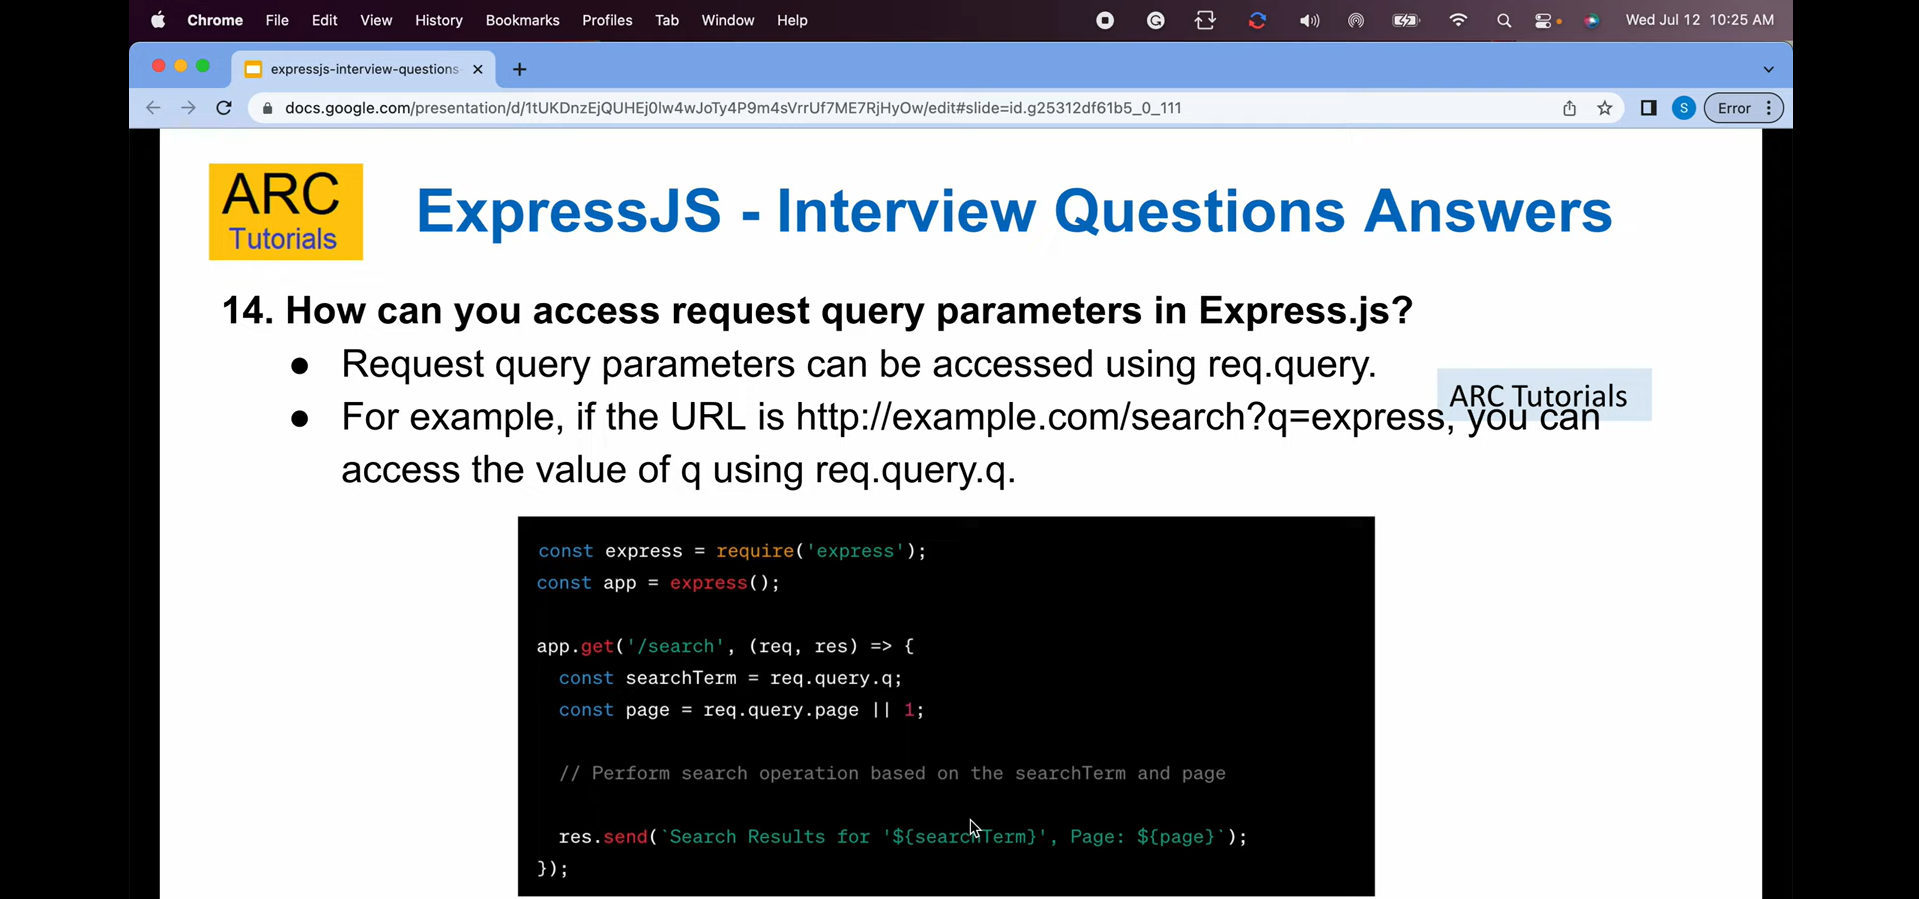 Chrome File Edit View History Bookmarks Profiles Tab Window Help Wed Jul 12 10:25 AM
expressjs-interview-questions
docs.google.com/presentation/d/1tUKDnzEjQUHEj0lw4wJoTy4P9m4sVrrUf7ME7RjHyOw/edit#slide=id.g25312df61b5_0_111 S Error
ARC
Tutorials
ExpressJS - Interview Questions Answers
14. How can you access request query parameters in Express.js?
● Request query parameters can be accessed using req.query.
ARC Tutorials
● For example, if the URL is http://example.com/search?q=express, you can
access the value of q using req.query.q.
const express = require('express');
const app = express();
app.get('/search', (req, res) => {
const searchTerm = req.query.q;
const page = req.query.page || 1;
// Perform search operation based on the searchTerm and page
res.send(`Search Results for '${searchTerm}', Page: ${page}`);
});